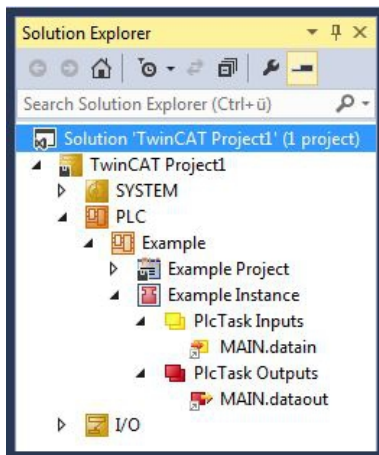 Solution Explorer
Search Solution Explorer (Ctrl+ü)
Solution 'TwinCAT Project1' (1 project)
TwinCAT Project1
SYSTEM
PLC
Example
Example Project
Example Instance
PlcTask Inputs
MAIN.datain
PlcTask Outputs
MAIN.dataout
I/O